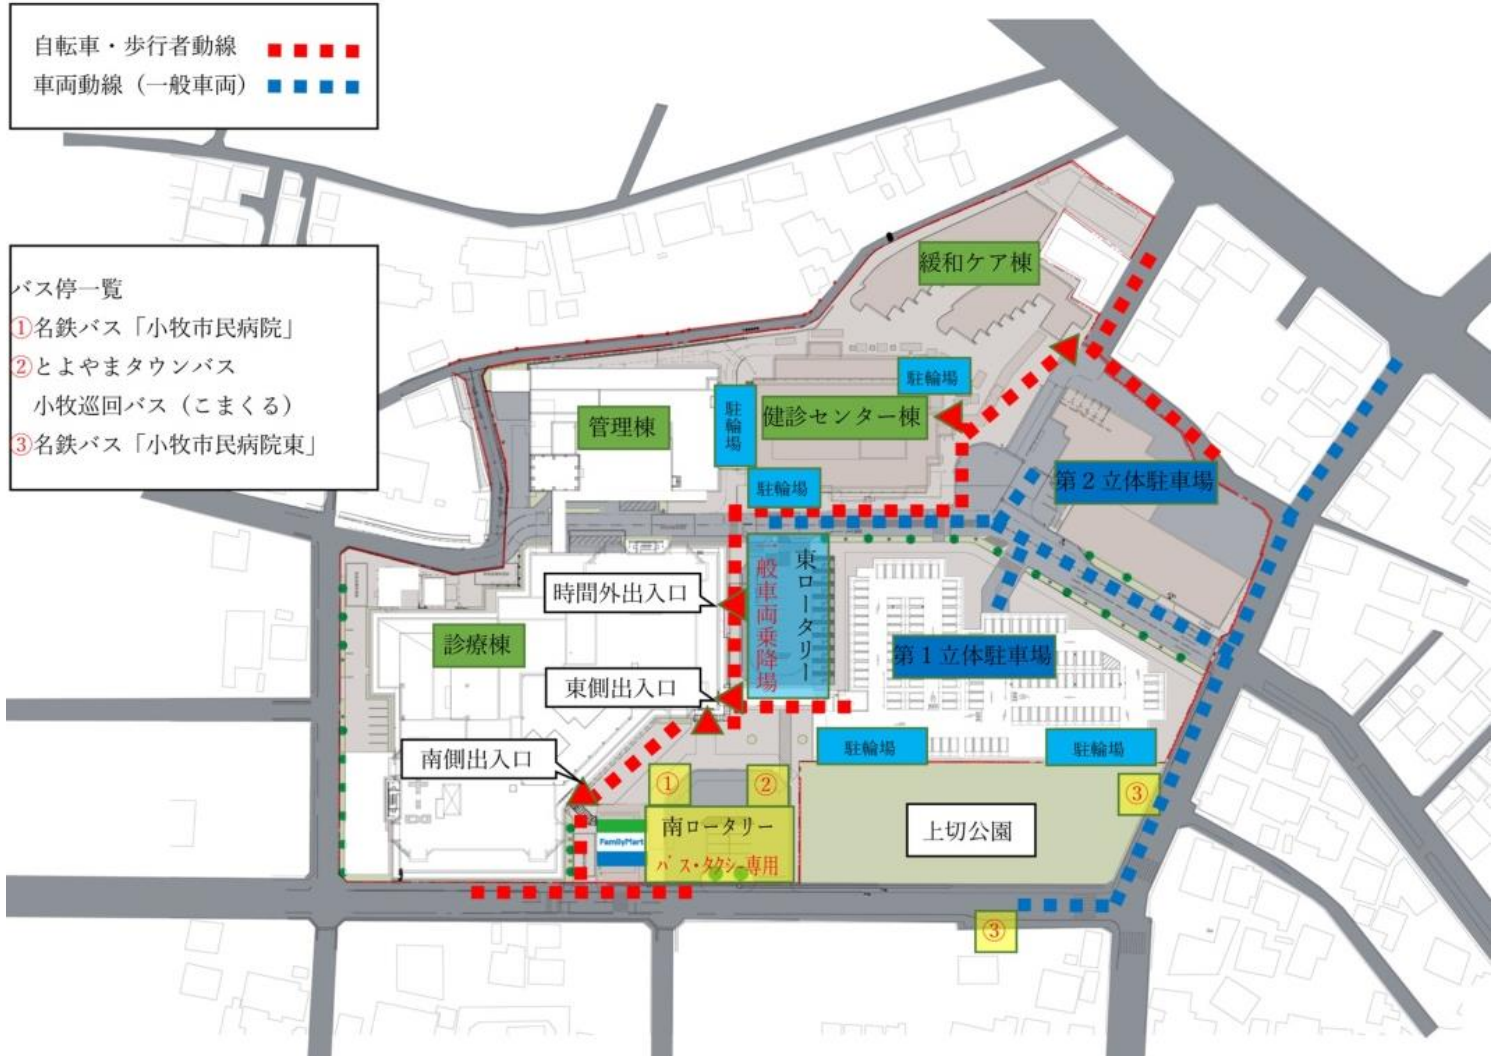 自転車・歩行者動線
車両動線（一般車両）
バス停一覧
①名鉄バス「小牧市民病院」
②とよやまタウンバス
小牧巡回バス（こまくる）
③名鉄バス「小牧市民病院東」
緩和ケア棟
駐輪場
駐輪場
健診センター棟
管理棟
駐輪場
第２立体駐車場
時間外出入口
東ロータリー
般車両乗降場
診療棟
第１立体駐車場
東側出入口
南側出入口
駐輪場
駐輪場
①
②
③
南ロータリー
バス・タクシー専用
FamilyMart
上切公園
③